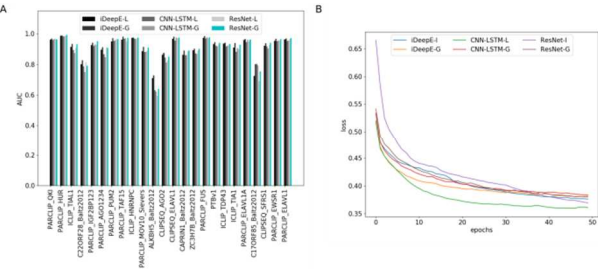 A
iDeepE-L
CNN-LSTM-L
ResNet-L
iDeepE-G
CNN-LSTM-G
ResNet-G
1.0
0.8
0.6
0.4
0.2
0.0
AUC
PARCLIP_QKI
PARCLIP_HUR
ICLIP_TIAL1
C22ORF28_Baltz2012
PARCLIP_IGF2BP123
PARCLIP_AGO1234
PARCLIP_PUM2
PARCLIP_TAF15
ICLIP_HNRNPC
PARCLIP_MOV10_Sievers
ALKBH5_Baltz2012
CLIPSEQ_AGO2
CLIPSEQ_ELAVL1
CAPRIN1_Baltz2012
ZC3H7B_Baltz2012
PARCLIP_FUS
PTBv1
ICLIP_TDP43
ICLIP_TIA1
PARCLIP_ELAVL1A
C17ORF85_Baltz2012
CLIPSEQ_SFRS1
PARCLIP_EWSR1
PARCLIP_ELAVL1
B
iDeepE-I
CNN-LSTM-L
ResNet-I
iDeepE-G
CNN-LSTM-G
ResNet-G
0.65
0.60
0.55
0.50
0.45
0.40
0.35
loss
0
10
20
30
40
50
epochs